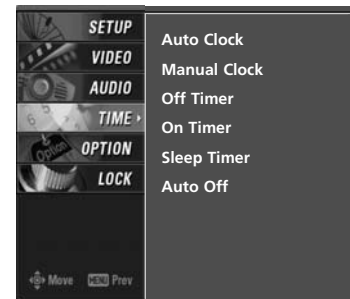 SETUP
VIDEO
AUDIO
TIME
OPTION
LOCK
Move MENU Prev
Auto Clock
Manual Clock
Off Timer
On Timer
Sleep Timer
Auto Off